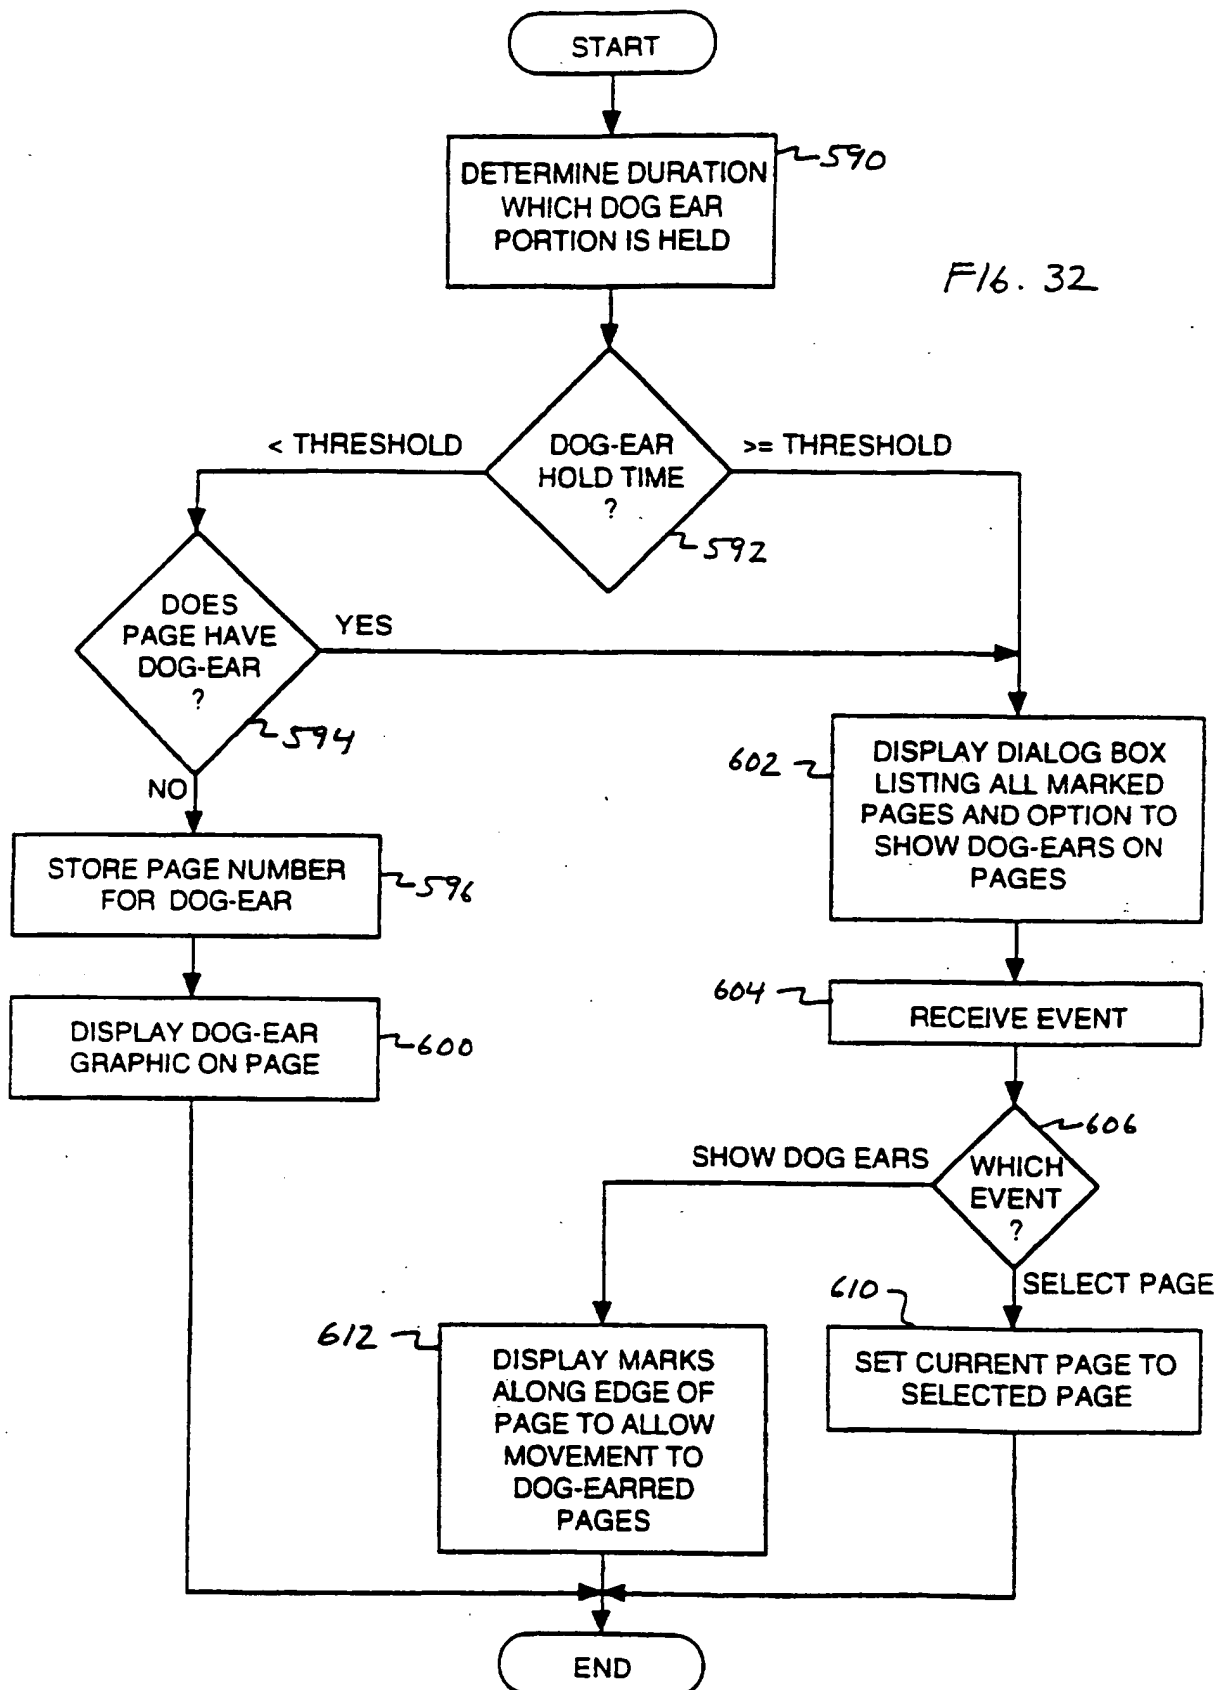 START
DETERMINE DURATION
WHICH DOG EAR
PORTION IS HELD
590
FIG. 32
< THRESHOLD
DOG-EAR
HOLD TIME
?
>= THRESHOLD
592
DOES
PAGE HAVE
DOG-EAR
?
YES
594
NO
602
DISPLAY DIALOG BOX
LISTING ALL MARKED
PAGES AND OPTION TO
SHOW DOG-EARS ON
PAGES
STORE PAGE NUMBER
FOR DOG-EAR
596
604
RECEIVE EVENT
DISPLAY DOG-EAR
GRAPHIC ON PAGE
600
606
SHOW DOG EARS
WHICH
EVENT
?
SELECT PAGE
610
612
DISPLAY MARKS
ALONG EDGE OF
PAGE TO ALLOW
MOVEMENT TO
DOG-EARRED
PAGES
SET CURRENT PAGE TO
SELECTED PAGE
END